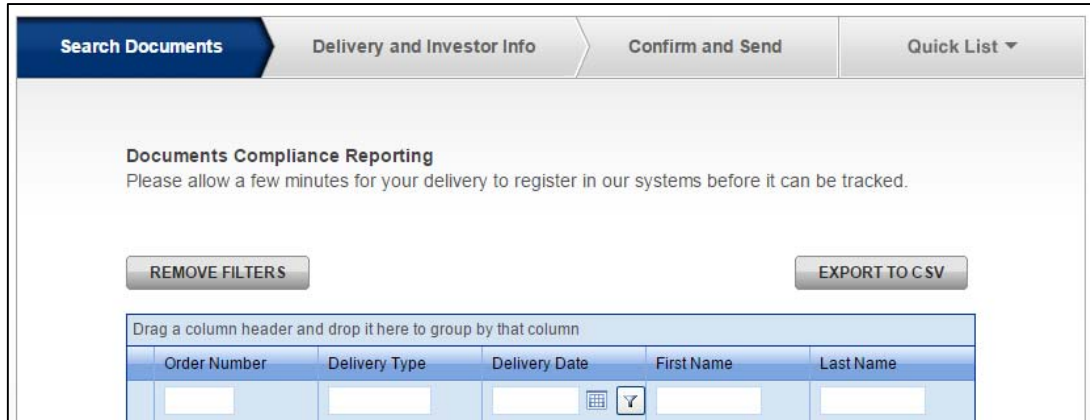 Search Documents Delivery and Investor Info Confirm and Send Quick List
Documents Compliance Reporting
Please allow a few minutes for your delivery to register in our systems before it can be tracked.
REMOVE FILTERS EXPORT TO CSV
Drag a column header and drop it here to group by that column
Order Number Delivery Type Delivery Date First Name Last Name